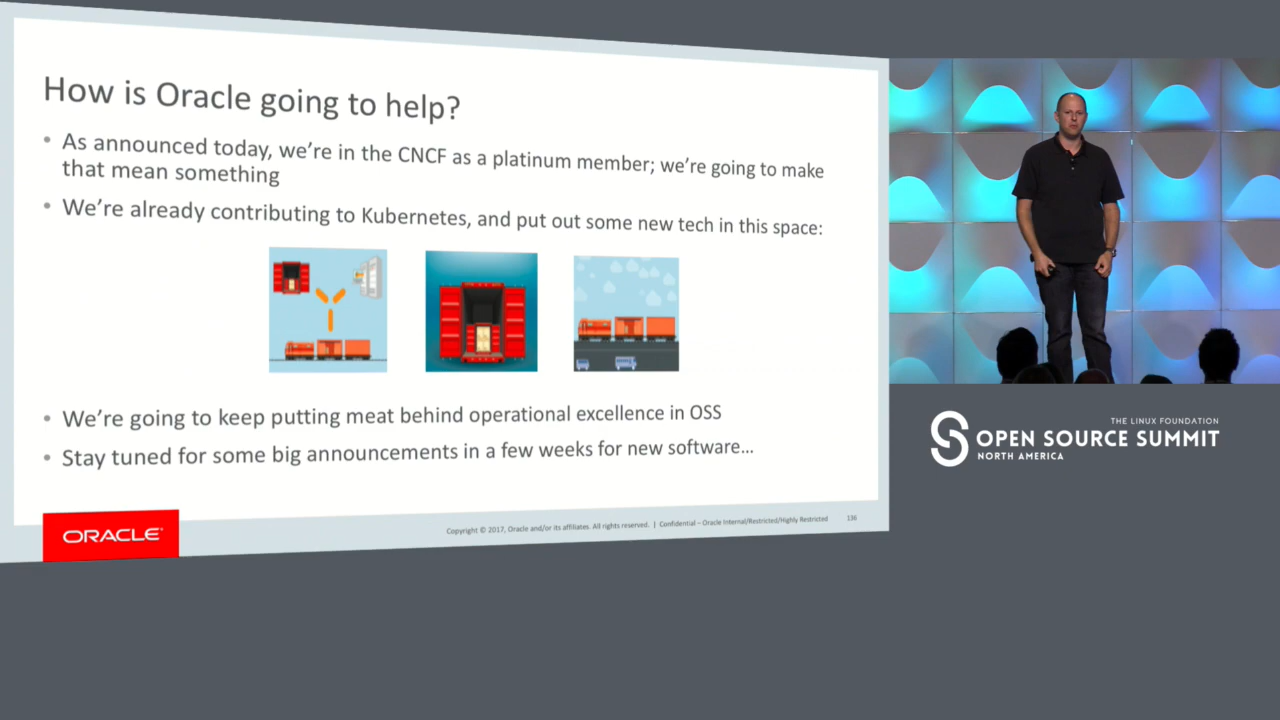 How is Oracle going to help?
• As announced today, we're in the CNCF as a platinum member; we're going to make
that mean something
• We're already contributing to Kubernetes, and put out some new tech in this space:
• We're going to keep putting meat behind operational excellence in OSS
• Stay tuned for some big announcements in a few weeks for new software...
ORACLE®
Copyright © 2017, Oracle and/or its affiliates. All rights reserved. | Confidential – Oracle Internal/Restricted/Highly Restricted 136
THE LINUX FOUNDATION
OPEN SOURCE SUMMIT
NORTH AMERICA